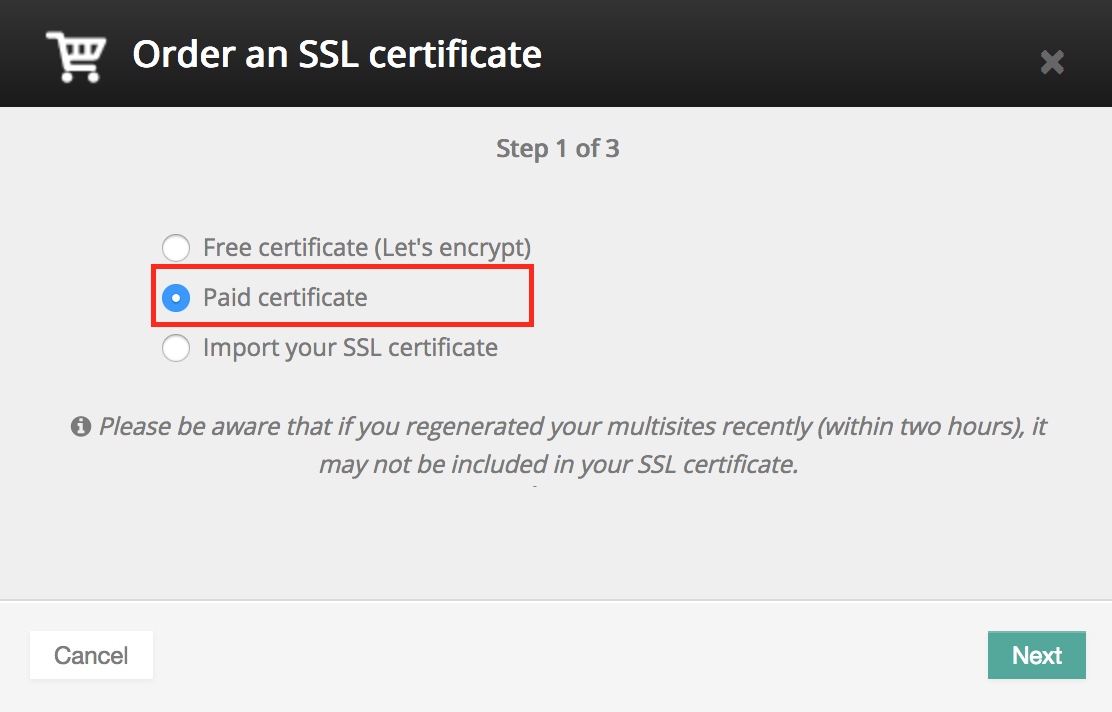 Order an SSL certificate
Step 1 of 3
Free certificate (Let's encrypt)
Paid certificate
Import your SSL certificate
Please be aware that if you regenerated your multisites recently (within two hours), it
may not be included in your SSL certificate.
Cancel
Next